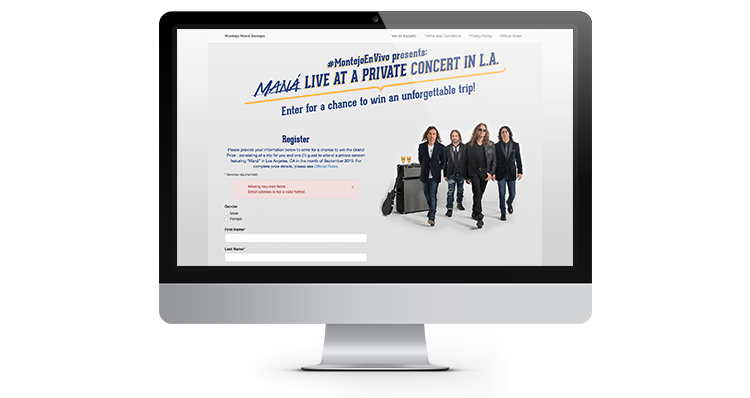 Montejo Maná Sweeps
Ver en Español
Terms and Conditions
Privacy Policy
Official Rules
#MontejoEnVivo presents:
MANÁ LIVE AT A PRIVATE CONCERT IN L.A.
Enter for a chance to win an unforgettable trip!
Register
Please provide your information below to enter for a chance to win the Grand
Prize - consisting of a trip for you and one (1) guest to attend a private concert
featuring "Maná" in Los Angeles, CA in the month of September 2015. For
complete prize details, please see Official Rules.
* Denotes required field.
Missing required fields.
Email address is not a valid format.
×
Gender
Male
Female
First Name*
Last Name*